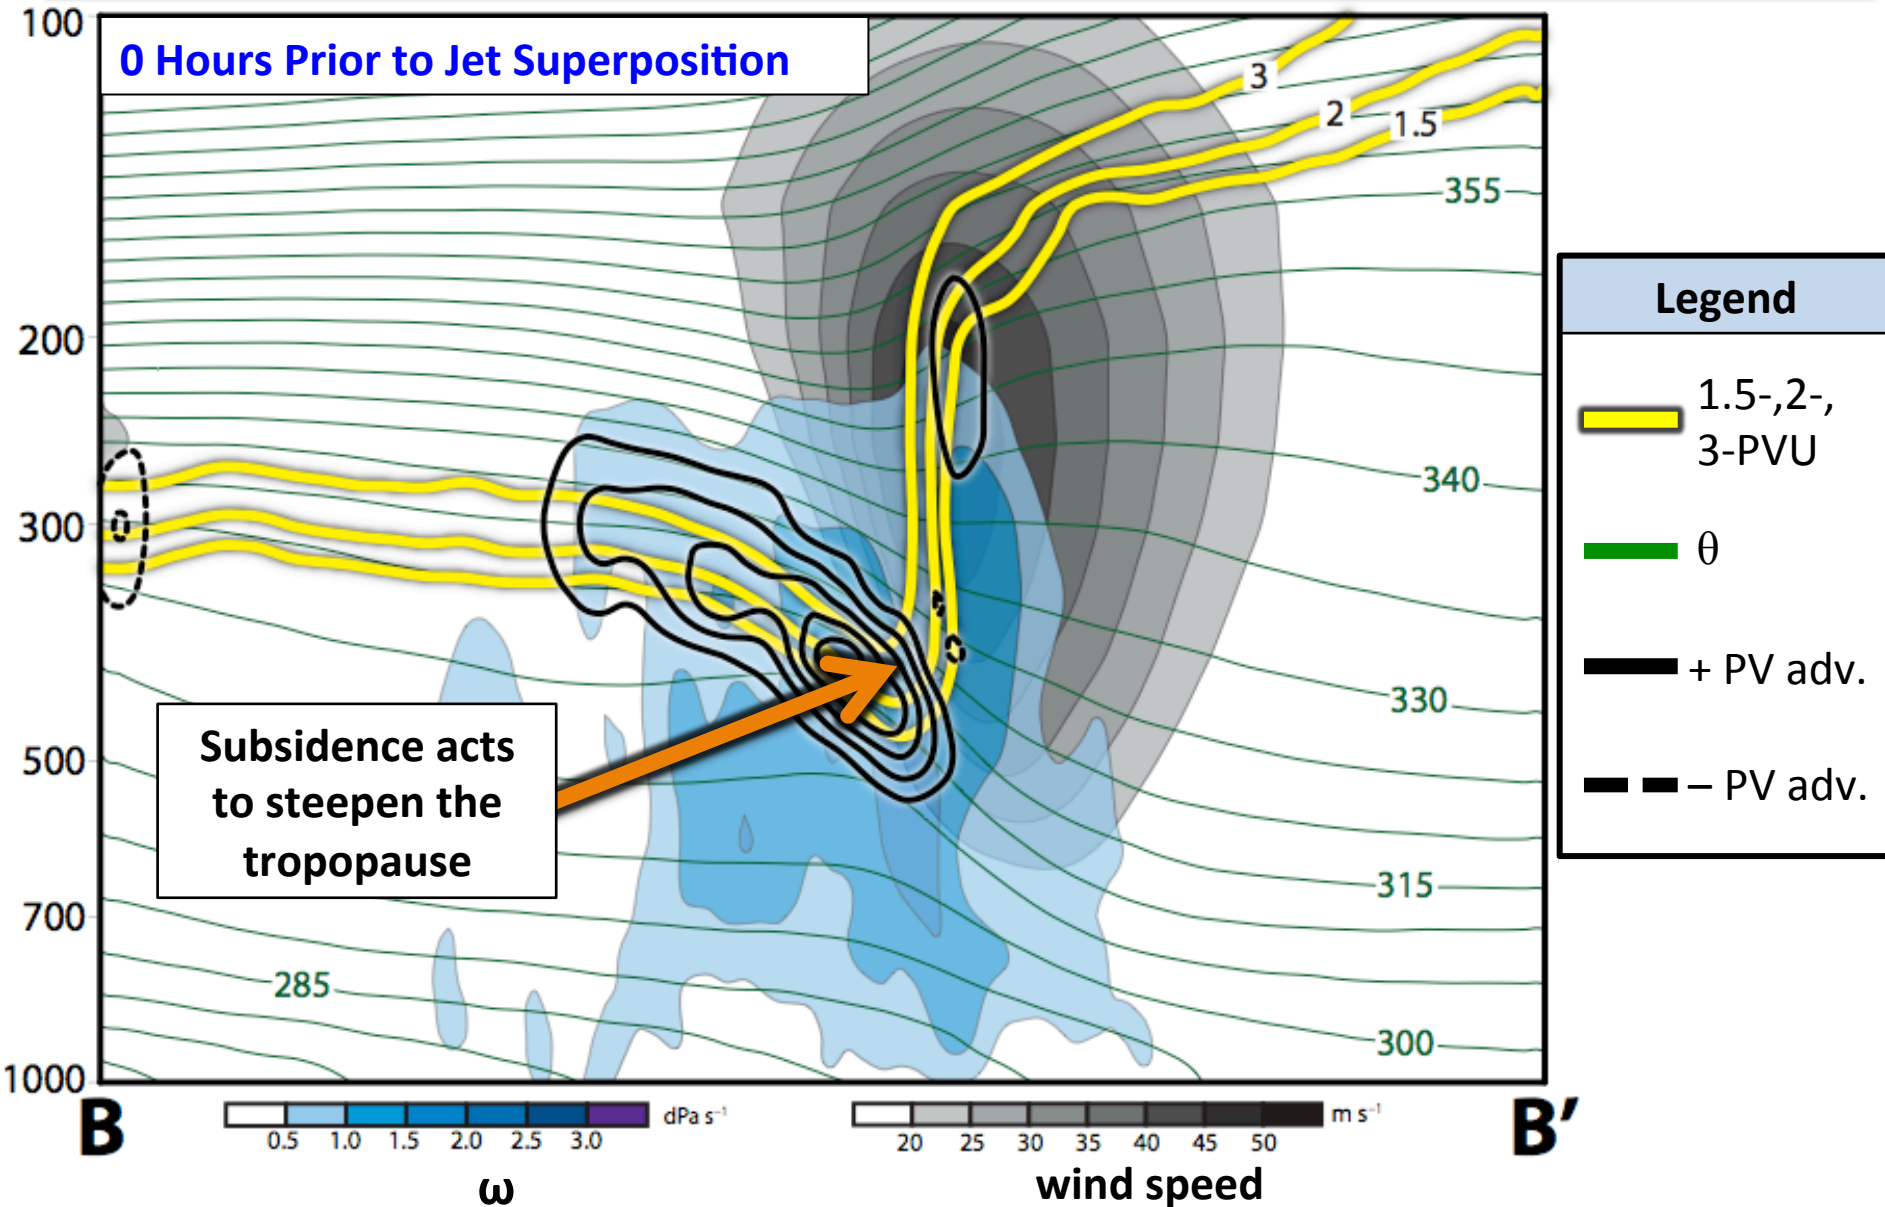 0 Hours Prior to Jet Superposition
100
200
300
500
700
1000
3
2
1.5
355
340
330
315
300
285
Subsidence acts
to steepen the
tropopause
Legend
1.5-,2-,
3-PVU
θ
+ PV adv.
– PV adv.
B
B′
0.5 1.0 1.5 2.0 2.5 3.0
dPa s⁻¹
ω
20 25 30 35 40 45 50
m s⁻¹
wind speed